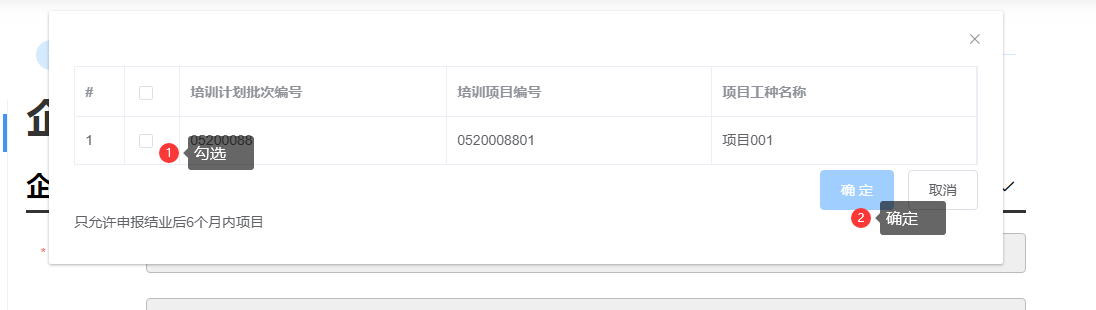 企
#
培训计划批次编号
培训项目编号
项目工种名称
1
05200088
0520008801
项目001
1
勾选
企
确 定
取消
2
确定
只允许申报结业后6个月内项目
*